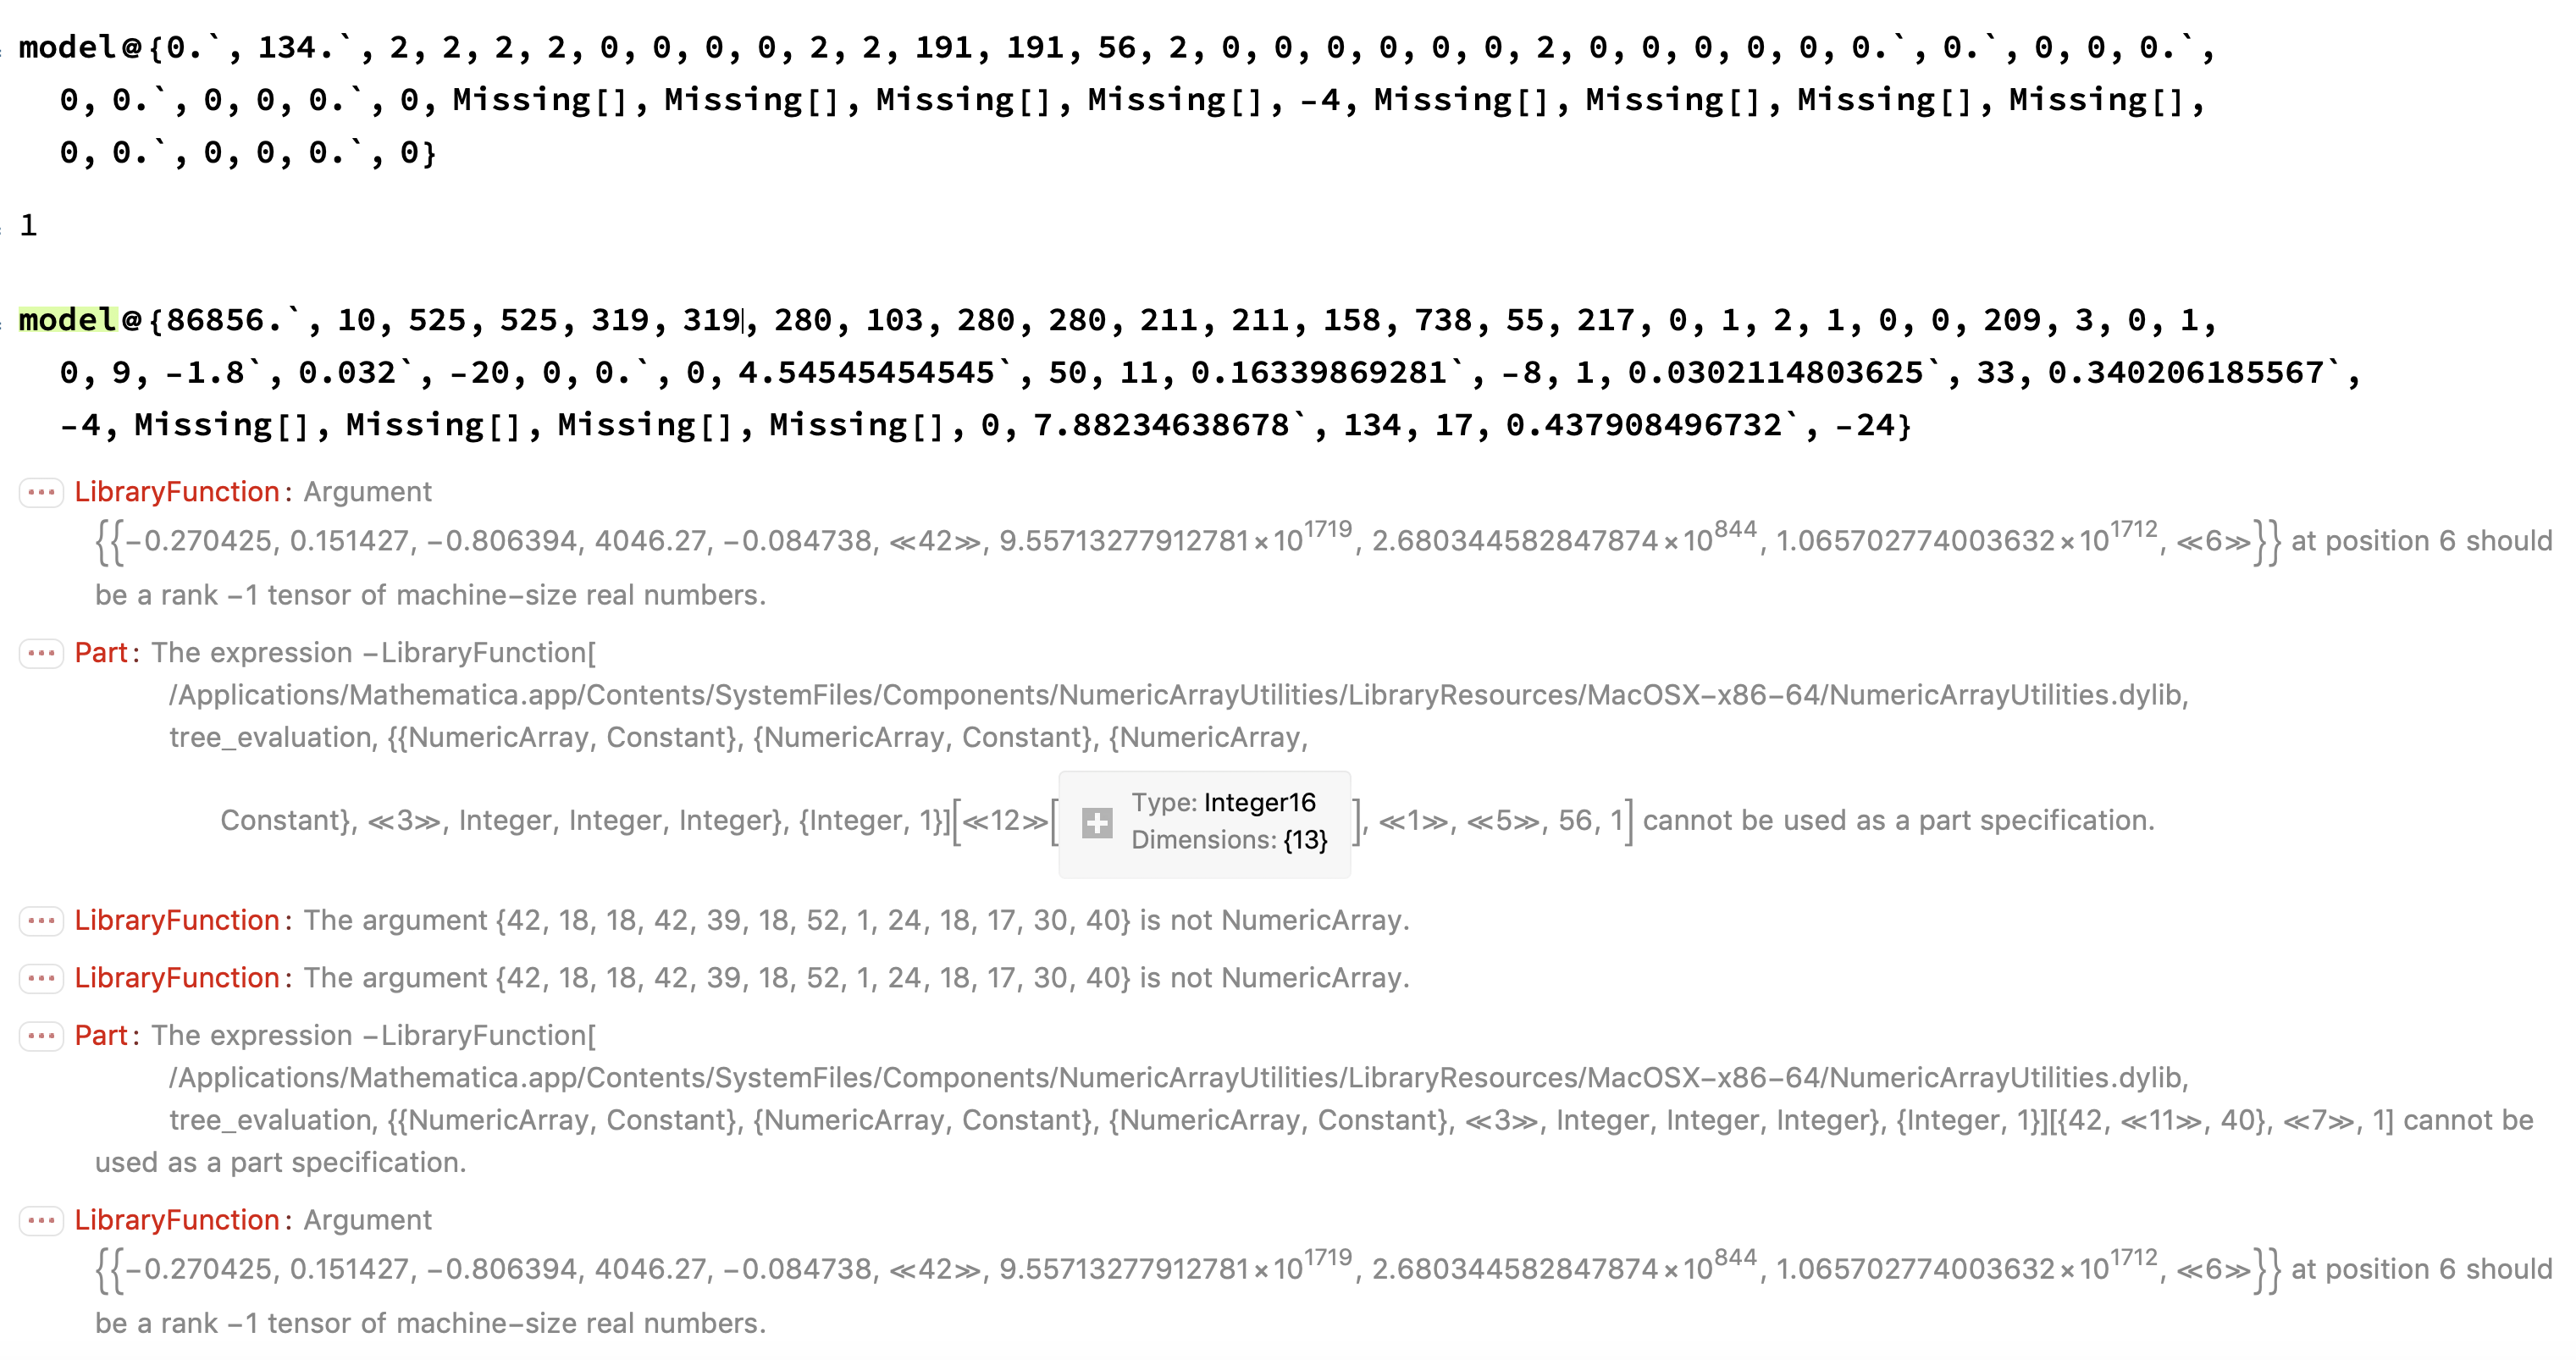 model@{0.`, 134.`, 2, 2, 2, 2, 0, 0, 0, 0, 2, 2, 191, 191, 56, 2, 0, 0, 0, 0, 0, 0, 2, 0, 0, 0, 0, 0, 0.`, 0.`, 0, 0, 0.`,
0, 0.`, 0, 0, 0.`, 0, Missing[], Missing[], Missing[], Missing[], -4, Missing[], Missing[], Missing[], Missing[],
0, 0.`, 0, 0, 0.`, 0}
1
model@{86856.`, 10, 525, 525, 319, 319, 280, 103, 280, 280, 211, 211, 158, 738, 55, 217, 0, 1, 2, 1, 0, 0, 209, 3, 0, 1,
0, 9, -1.8`, 0.032`, -20, 0, 0.`, 0, 4.54545454545`, 50, 11, 0.16339869281`, -8, 1, 0.0302114803625`, 33, 0.340206185567`,
-4, Missing[], Missing[], Missing[], Missing[], 0, 7.88234638678`, 134, 17, 0.437908496732`, -24}
LibraryFunction: Argument
{{-0.270425, 0.151427, -0.806394, 4046.27, -0.084738, ≪42≫, 9.55713277912781×10^1719, 2.680344582847874×10^844, 1.065702774003632×10^1712, ≪6≫}} at position 6 should
be a rank -1 tensor of machine-size real numbers.
Part: The expression -LibraryFunction[
/Applications/Mathematica.app/Contents/SystemFiles/Components/NumericArrayUtilities/LibraryResources/MacOSX-x86-64/NumericArrayUtilities.dylib,
tree_evaluation, {{NumericArray, Constant}, {NumericArray, Constant}, {NumericArray,
Constant}, ≪3≫, Integer, Integer, Integer}, {Integer, 1}][≪12≫[ Type: Integer16 Dimensions: {13} ], ≪1≫, ≪5≫, 56, 1] cannot be used as a part specification.
LibraryFunction: The argument {42, 18, 18, 42, 39, 18, 52, 1, 24, 18, 17, 30, 40} is not NumericArray.
LibraryFunction: The argument {42, 18, 18, 42, 39, 18, 52, 1, 24, 18, 17, 30, 40} is not NumericArray.
Part: The expression -LibraryFunction[
/Applications/Mathematica.app/Contents/SystemFiles/Components/NumericArrayUtilities/LibraryResources/MacOSX-x86-64/NumericArrayUtilities.dylib,
tree_evaluation, {{NumericArray, Constant}, {NumericArray, Constant}, {NumericArray, Constant}, ≪3≫, Integer, Integer, Integer}, {Integer, 1}][{42, ≪11≫, 40}, ≪7≫, 1] cannot be
used as a part specification.
LibraryFunction: Argument
{{-0.270425, 0.151427, -0.806394, 4046.27, -0.084738, ≪42≫, 9.55713277912781×10^1719, 2.680344582847874×10^844, 1.065702774003632×10^1712, ≪6≫}} at position 6 should
be a rank -1 tensor of machine-size real numbers.